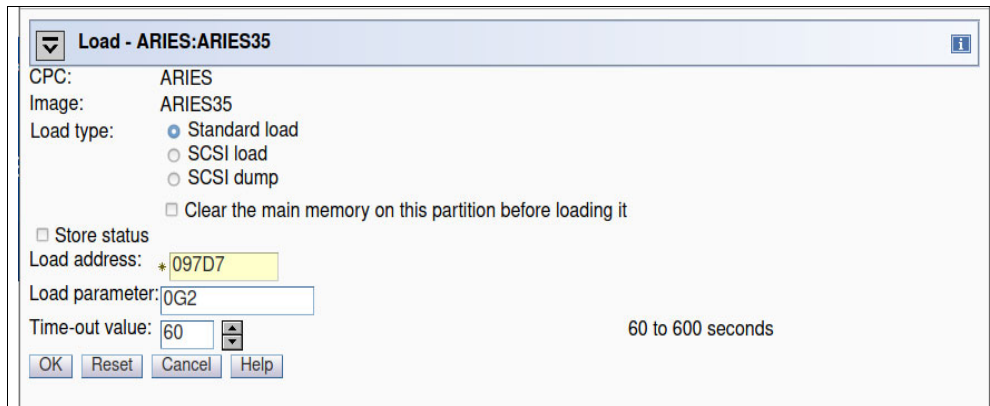 Load - ARIES:ARIES35
i
CPC: ARIES
Image: ARIES35
Load type: Standard load
SCSI load
SCSI dump
Clear the main memory on this partition before loading it
Store status
Load address: * 097D7
Load parameter: 0G2
Time-out value: 60 60 to 600 seconds
OK Reset Cancel Help